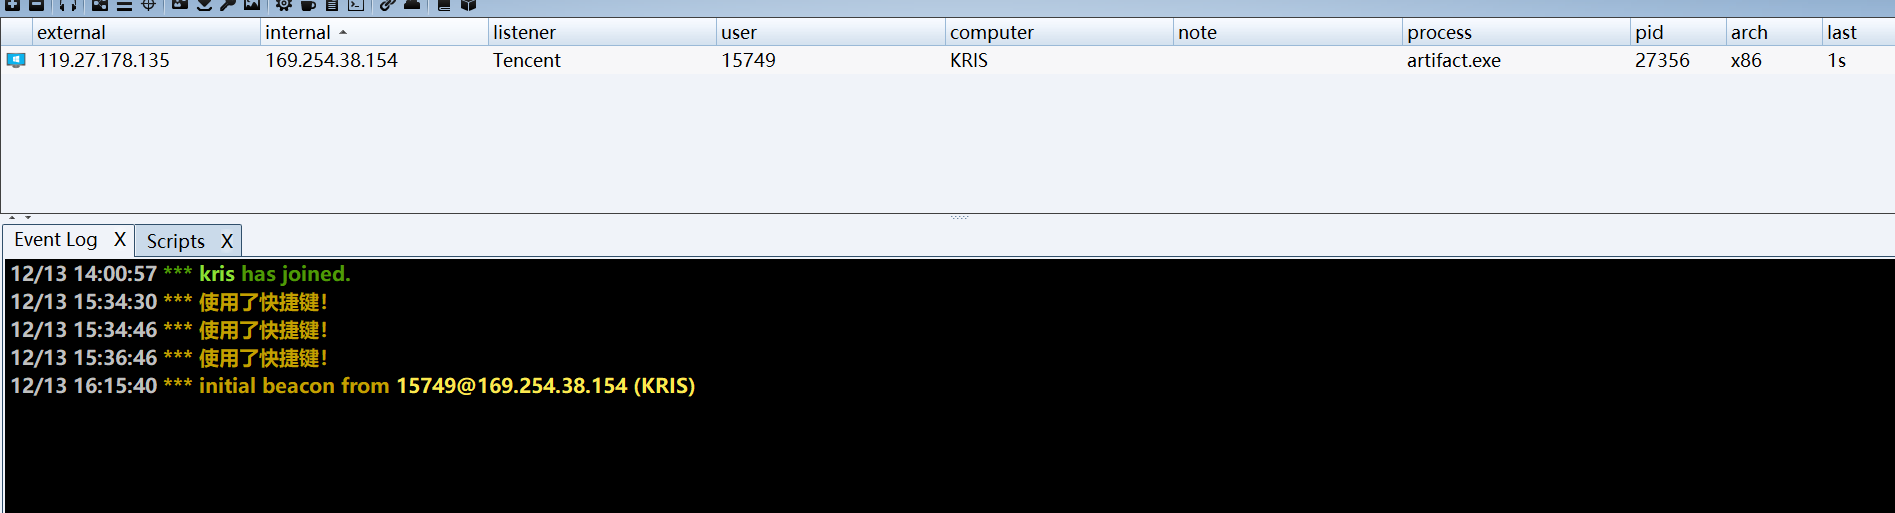 external internal listener user computer note process pid arch last
119.27.178.135 169.254.38.154 Tencent 15749 KRIS artifact.exe 27356 x86 1s
Event Log X Scripts X
12/13 14:00:57 *** kris has joined.
12/13 15:34:30 *** 使用了快捷键!
12/13 15:34:46 *** 使用了快捷键!
12/13 15:36:46 *** 使用了快捷键!
12/13 16:15:40 *** initial beacon from 15749@169.254.38.154 (KRIS)